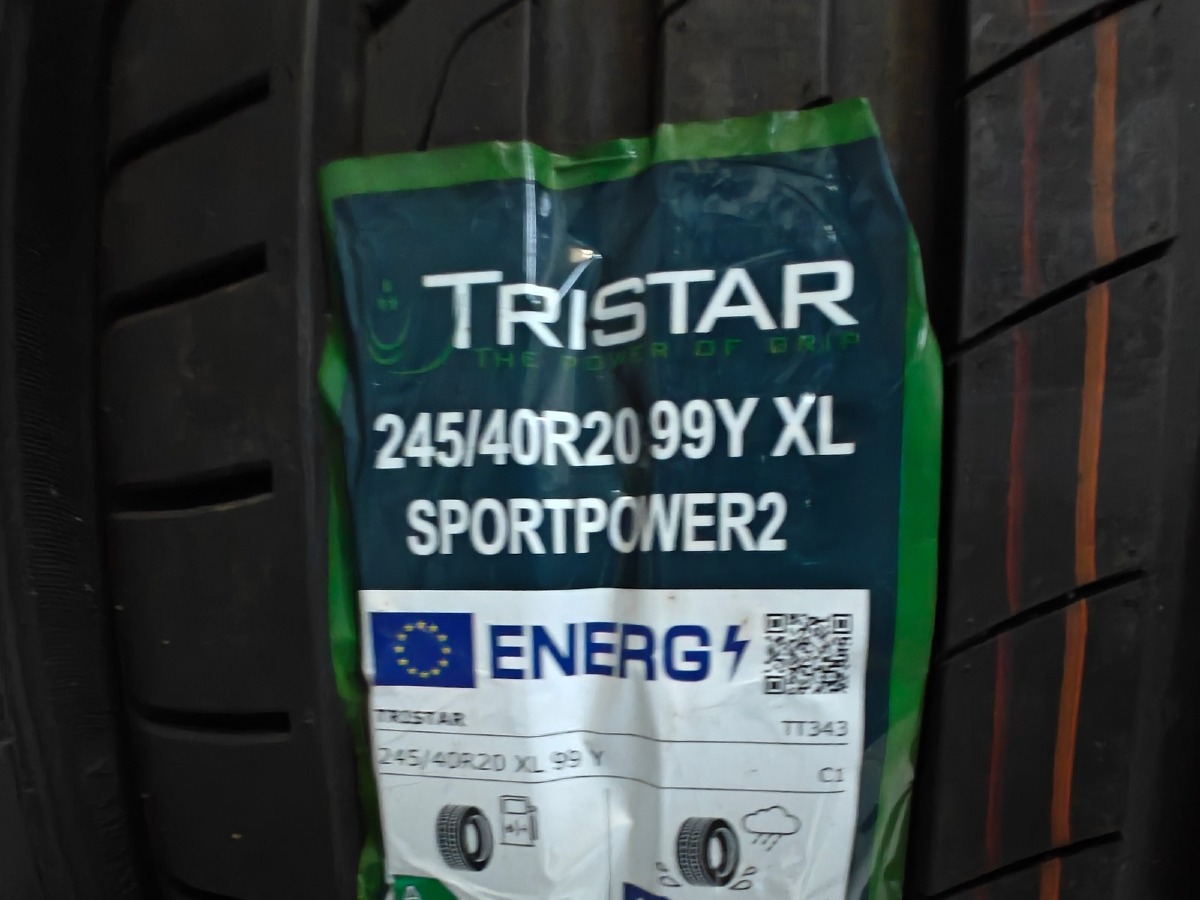 TRISTAR
THE POWER OF GRIP
245/40R20 99Y XL
SPORTPOWER2
ENERG
TRISTAR TT343
245/40R20 XL 99 Y C1
A